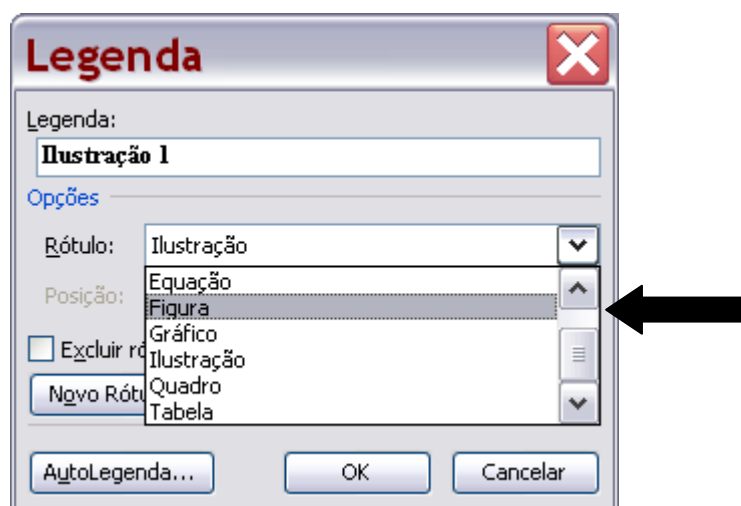 Legenda
Legenda:
Ilustração 1
Opções
Rótulo: Ilustração
Equação
Posição:
Figura
Gráfico
Excluir ró
Ilustração
Novo Rótu
Quadro
Tabela
AutoLegenda... OK Cancelar